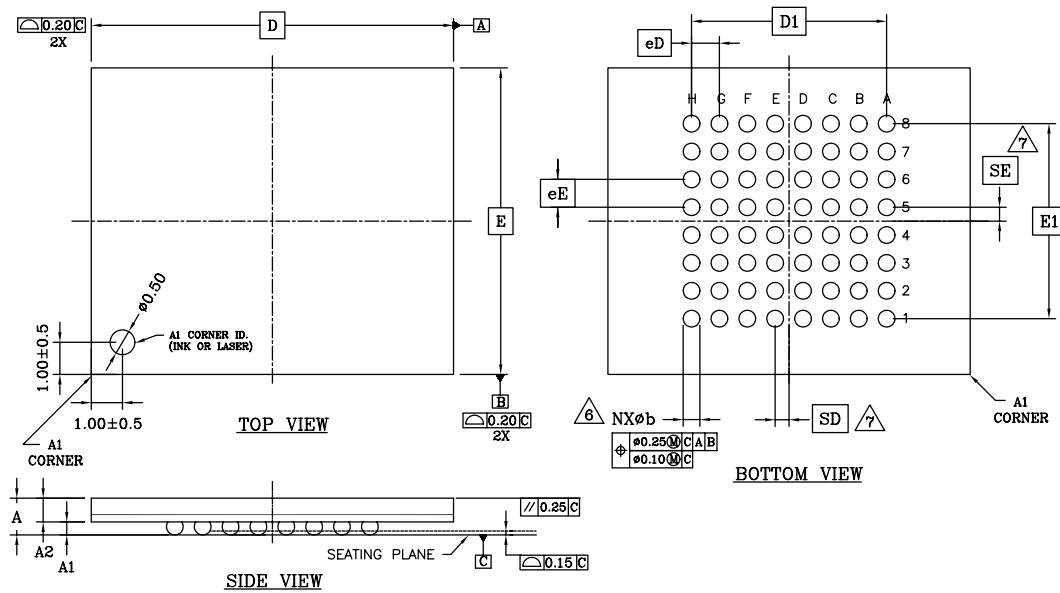 ⌓ 0.20 C
2X
D
A
E
ø0.50
A1 CORNER ID.
(INK OR LASER)
1.00±0.5
1.00±0.5
A1
CORNER
TOP VIEW
B
⌓ 0.20 C
2X
D1
eD
H G F E D C B A
8
7
6
5
4
3
2
1
7
SE
eE
E1
6 NXøb
⌖ ø0.25Ⓜ C A B
ø0.10Ⓜ C
SD 7
A1
CORNER
BOTTOM VIEW
A
A2
A1
// 0.25 C
SEATING PLANE
C
⌓ 0.15 C
SIDE VIEW